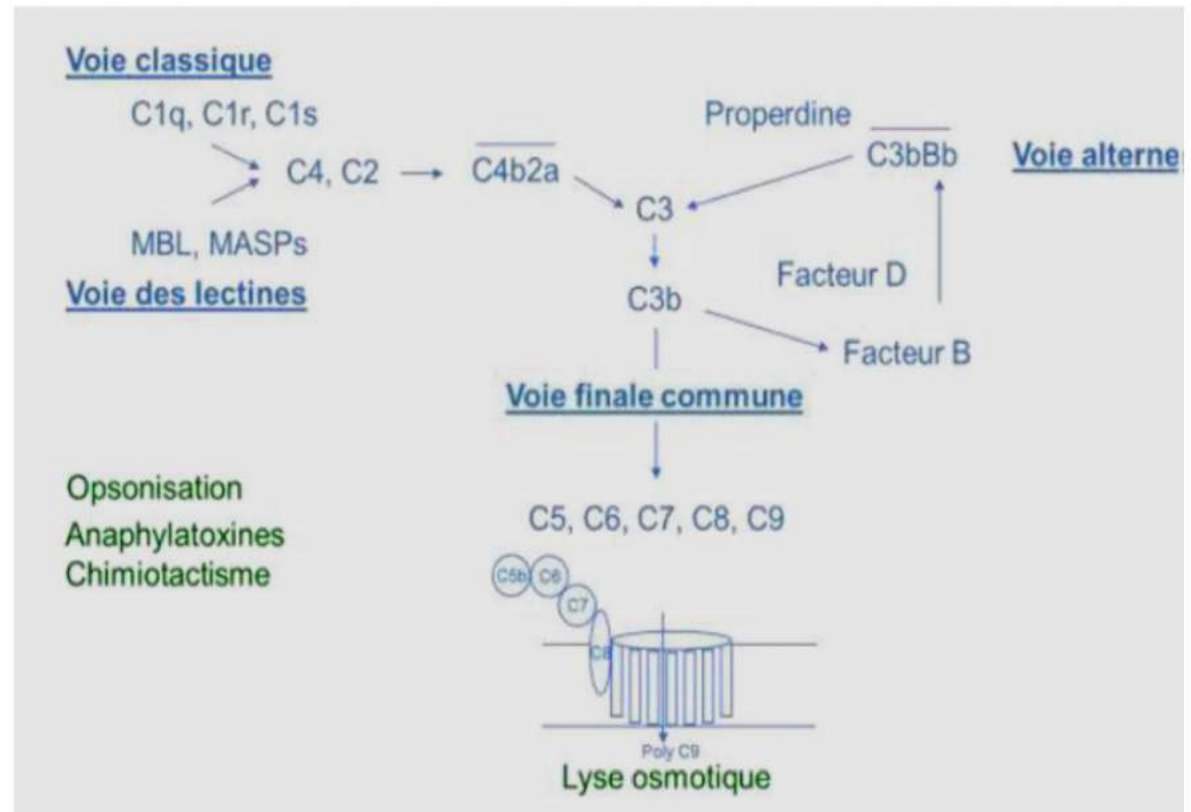 Voie classique
C1q, C1r, C1s
C4, C2
C4b2a
MBL, MASPs
Voie des lectines
Properdine
C3bBb
Voie alterne
C3
C3b
Facteur D
Facteur B
Voie finale commune
C5, C6, C7, C8, C9
Opsonisation
Anaphylatoxines
Chimiotactisme
C5b
C6
C7
C8
Poly C9
Lyse osmotique